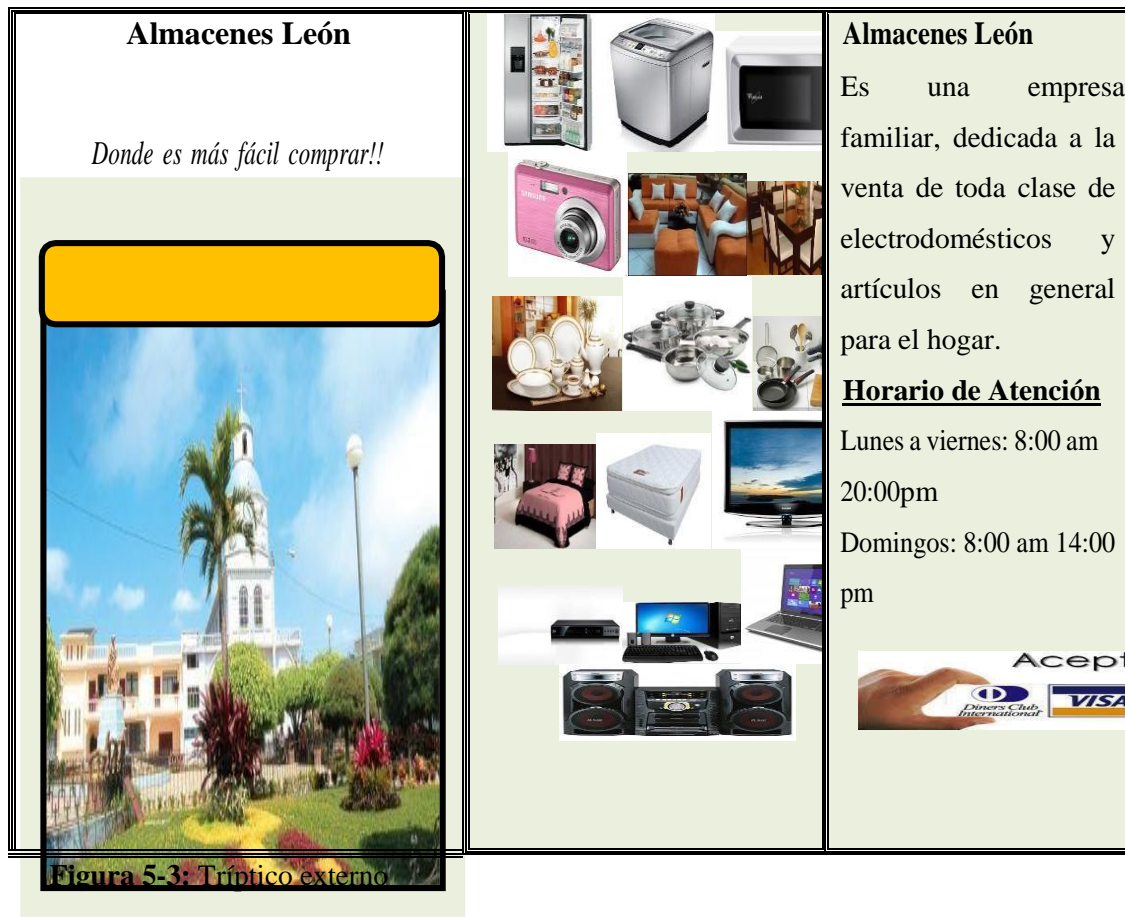 Almacenes León
Donde es más fácil comprar!!
Figura 5-3: Tríptico externo
SAMSUNG
Almacenes León
Es una empresa
familiar, dedicada a la
venta de toda clase de
electrodomésticos y
artículos en general
para el hogar.
Horario de Atención
Lunes a viernes: 8:00 am
20:00pm
Domingos: 8:00 am 14:00
pm
Acept
Diners Club
International
VISA